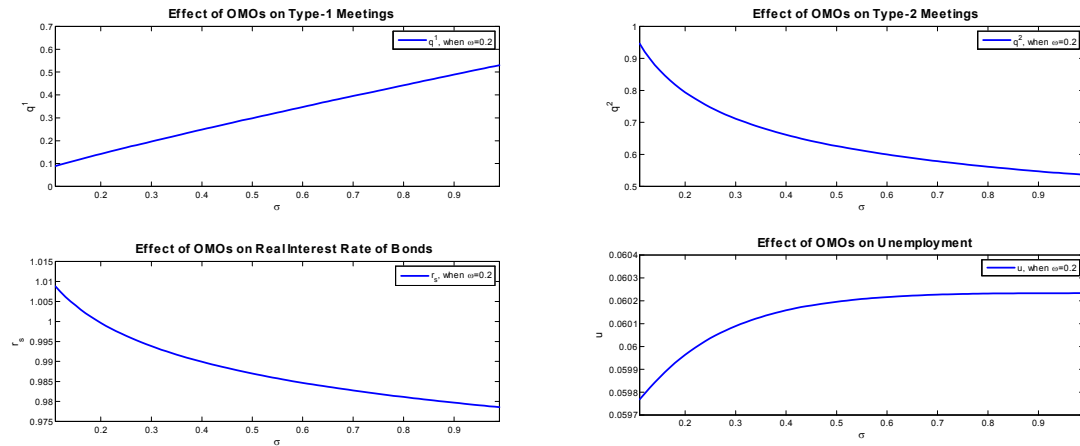 Effect of OMOs on Type-1 Meetings
0.7
0.6
0.5
0.4
0.3
0.2
0.1
0
q¹
q¹, when ω=0.2
0.2 0.3 0.4 0.5 0.6 0.7 0.8 0.9
σ
Effect of OMOs on Type-2 Meetings
1
0.9
0.8
0.7
0.6
0.5
q²
q², when ω=0.2
0.2 0.3 0.4 0.5 0.6 0.7 0.8 0.9
σ
Effect of OMOs on Real Interest Rate of Bonds
1.015
1.01
1.005
1
0.995
0.99
0.985
0.98
0.975
rₛ
rₛ, when ω=0.2
0.2 0.3 0.4 0.5 0.6 0.7 0.8 0.9
σ
Effect of OMOs on Unemployment
0.0604
0.0603
0.0602
0.0601
0.06
0.0599
0.0598
0.0597
u
u, when ω=0.2
0.2 0.3 0.4 0.5 0.6 0.7 0.8 0.9
σ